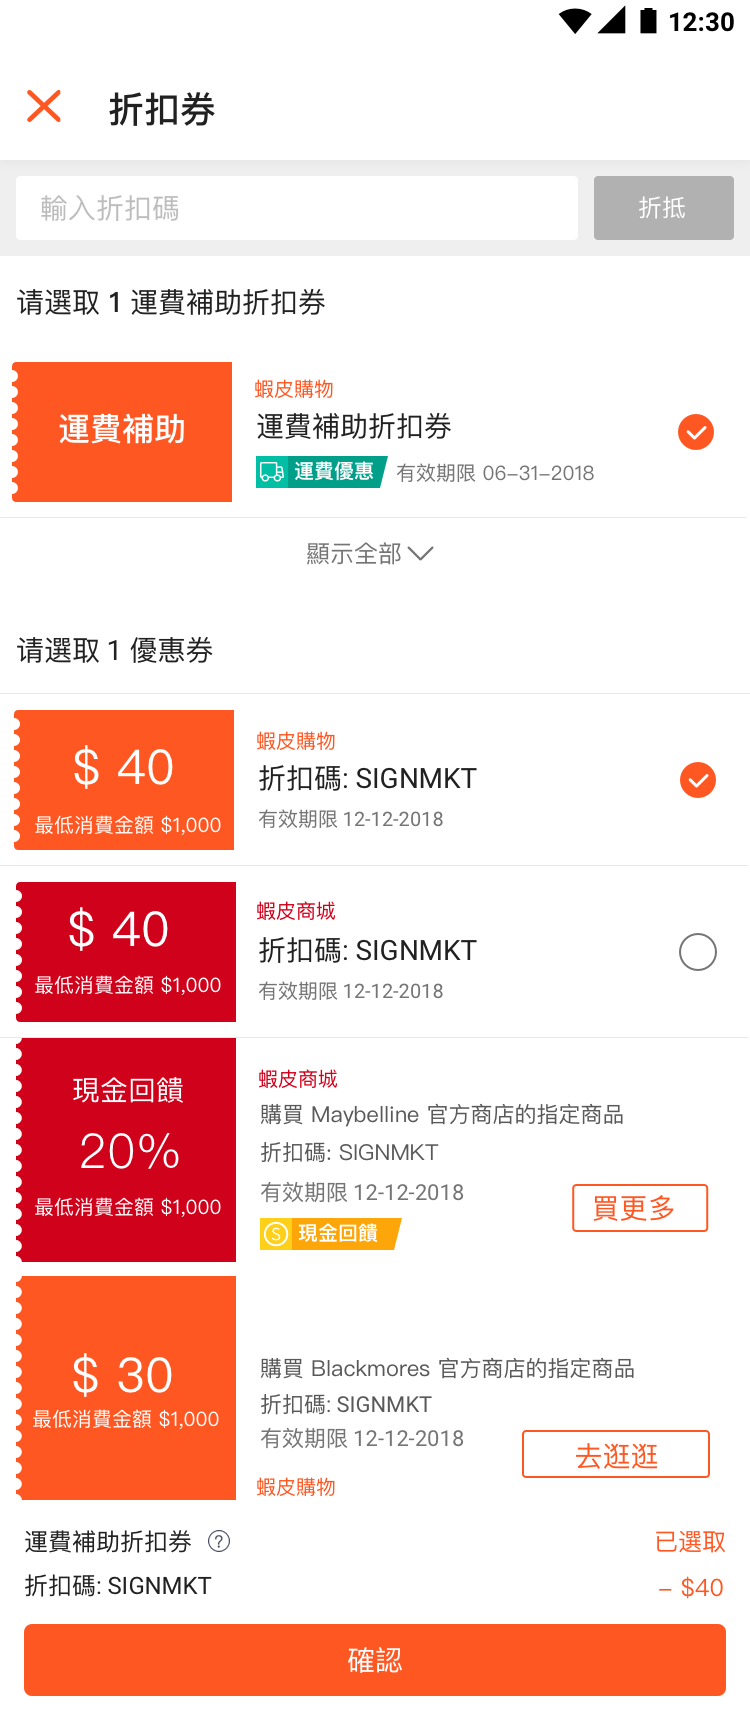 12:30
折扣券
輸入折扣碼
折抵
请選取 1 運費補助折扣券
運費補助
蝦皮購物
運費補助折扣券
運費優惠 有效期限 06–31–2018
顯示全部
请選取 1 優惠券
$ 40
最低消費金額 $1,000
蝦皮購物
折扣碼: SIGNMKT
有效期限 12-12-2018
$ 40
最低消費金額 $1,000
蝦皮商城
折扣碼: SIGNMKT
有效期限 12-12-2018
現金回饋
20%
最低消費金額 $1,000
蝦皮商城
購買 Maybelline 官方商店的指定商品
折扣碼: SIGNMKT
有效期限 12-12-2018
現金回饋
買更多
$ 30
最低消費金額 $1,000
購買 Blackmores 官方商店的指定商品
折扣碼: SIGNMKT
有效期限 12-12-2018
去逛逛
蝦皮購物
運費補助折扣券 ? 已選取
折扣碼: SIGNMKT – $40
確認